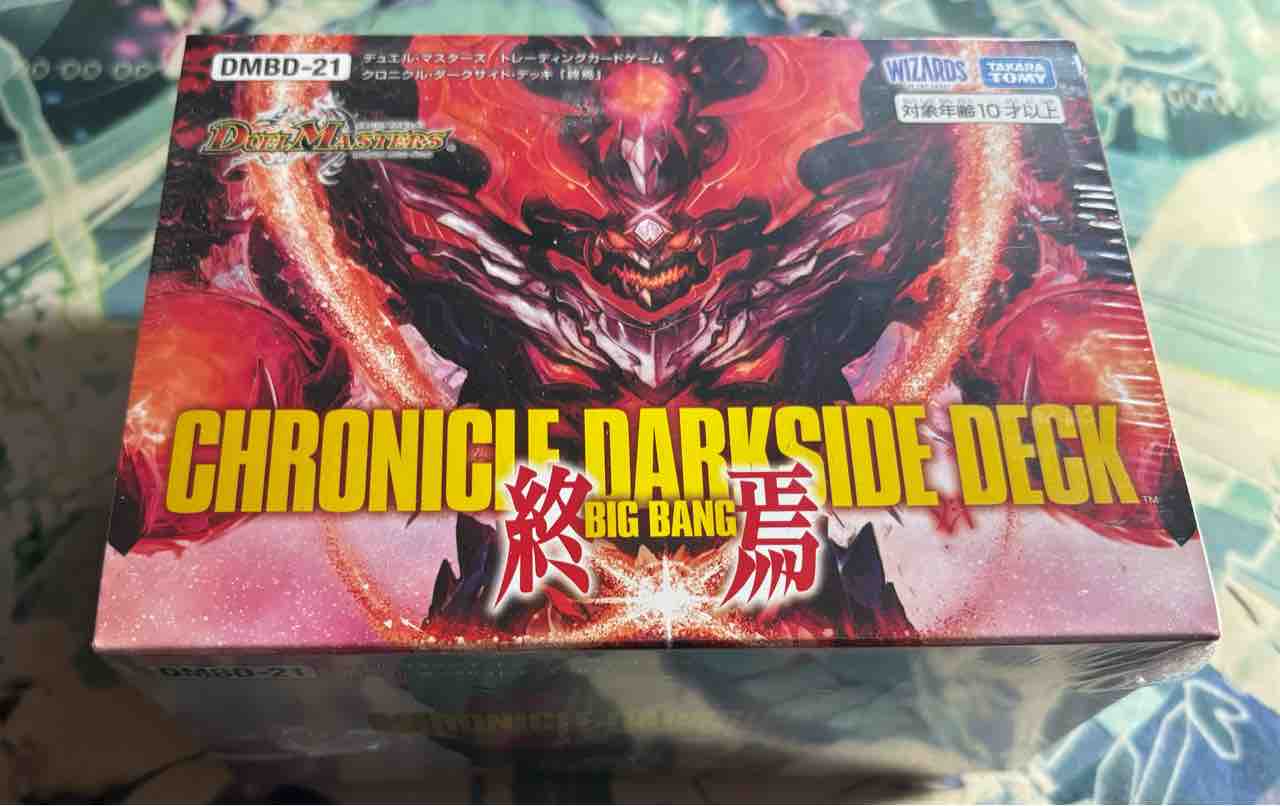 DMBD-21
デュエル・マスターズ トレーディングカードゲーム
クロニクル・ダークサイド・デッキ「終焉」
WIZARDS
TAKARA TOMY
対象年齢10才以上
DUEL MASTERS
CHRONICLE DARKSIDE DECK™
終 BIG BANG 焉
DMBD-21